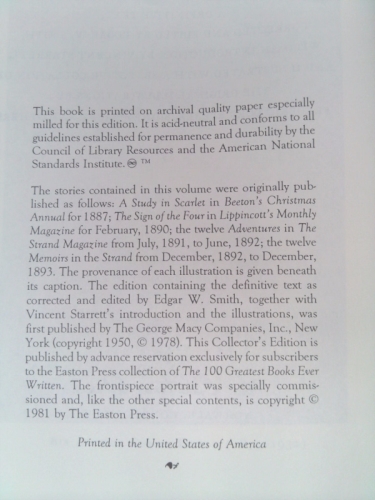 This book is printed on archival quality paper especially
milled for this edition. It is acid-neutral and conforms to all
guidelines established for permanence and durability by the
Council of Library Resources and the American National
Standards Institute. ♾ ™
The stories contained in this volume were originally pub-
lished as follows: A Study in Scarlet in Beeton's Christmas
Annual for 1887; The Sign of the Four in Lippincott's Monthly
Magazine for February, 1890; the twelve Adventures in The
Strand Magazine from July, 1891, to June, 1892; the twelve
Memoirs in the Strand from December, 1892, to December,
1893. The provenance of each illustration is given beneath
its caption. The edition containing the definitive text as
corrected and edited by Edgar W. Smith, together with
Vincent Starrett's introduction and the illustrations, was
first published by The George Macy Companies, Inc., New
York (copyright 1950, © 1978). This Collector's Edition is
published by advance reservation exclusively for subscribers
to the Easton Press collection of The 100 Greatest Books Ever
Written. The frontispiece portrait was specially commis-
sioned and, like the other special contents, is copyright ©
1981 by The Easton Press.
Printed in the United States of America